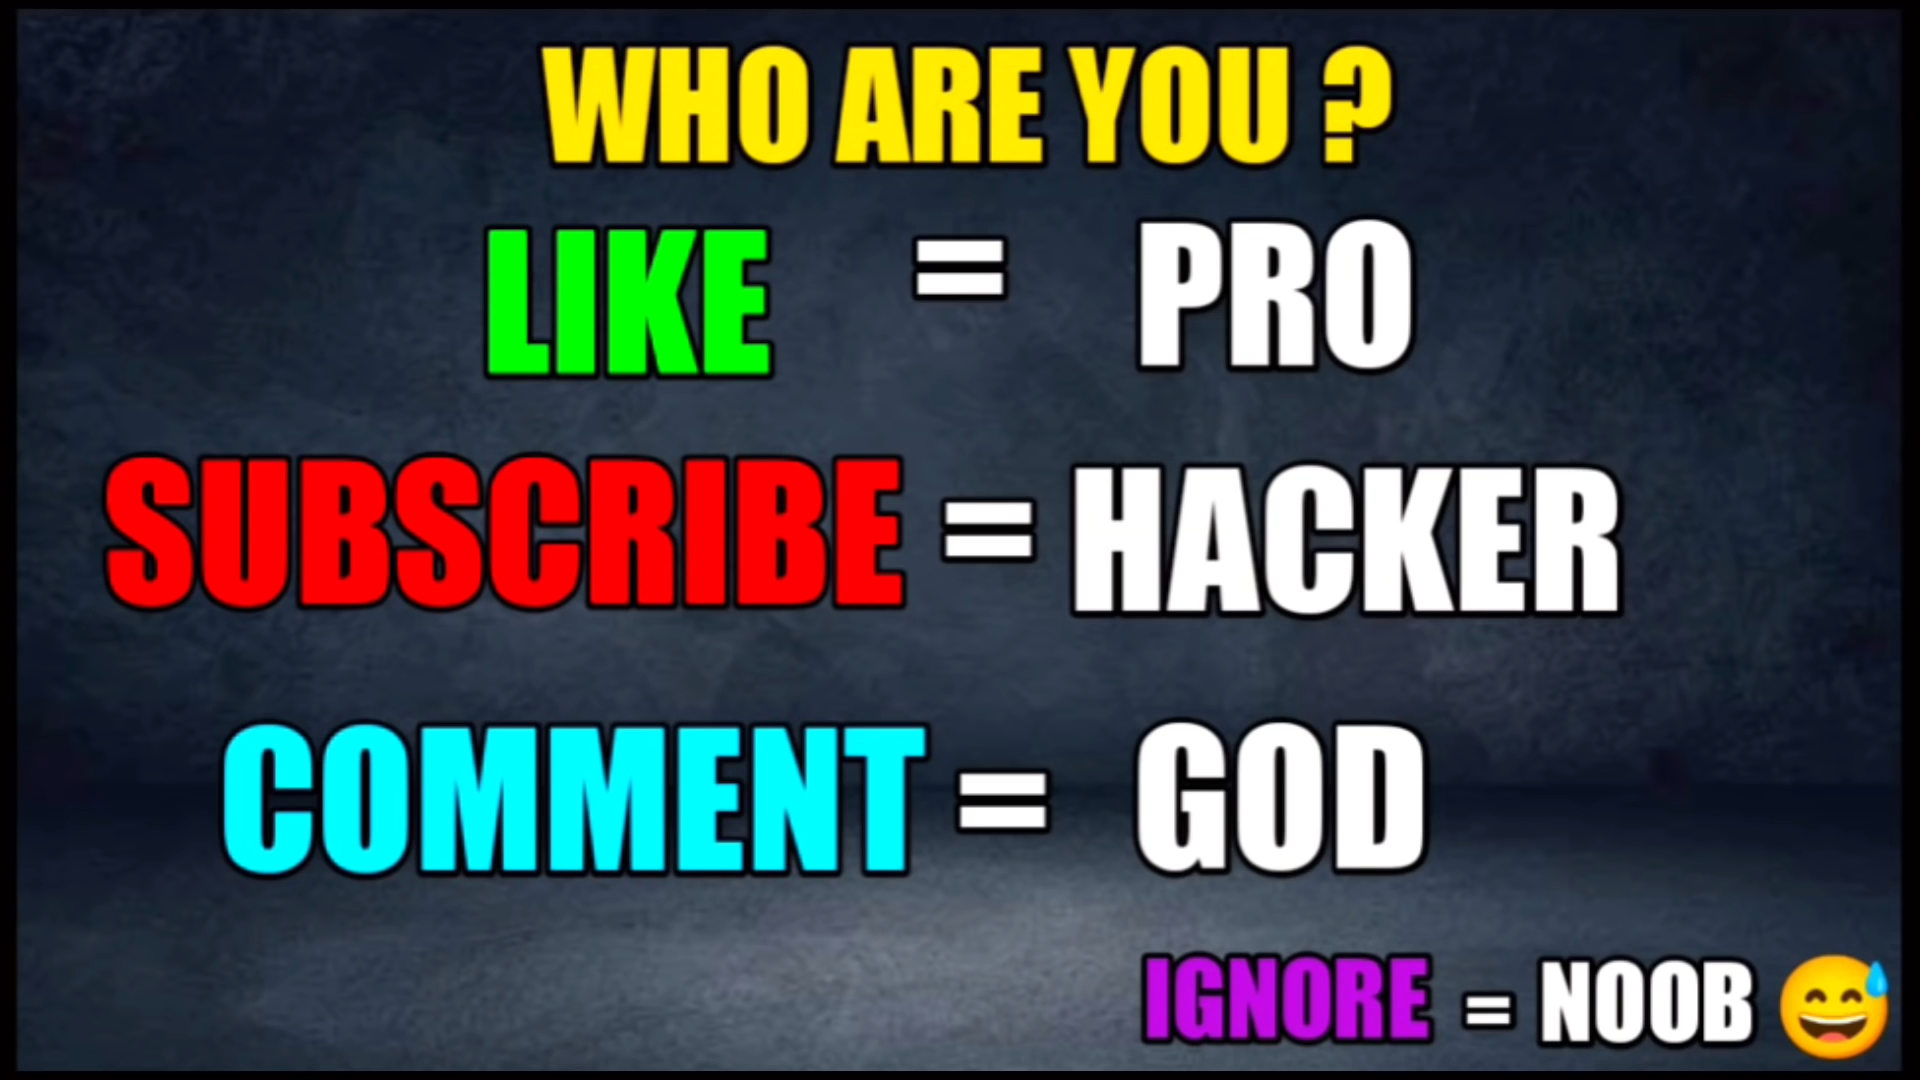 WHO ARE YOU ?
LIKE = PRO
SUBSCRIBE = HACKER
COMMENT = GOD
IGNORE = NOOB 😅